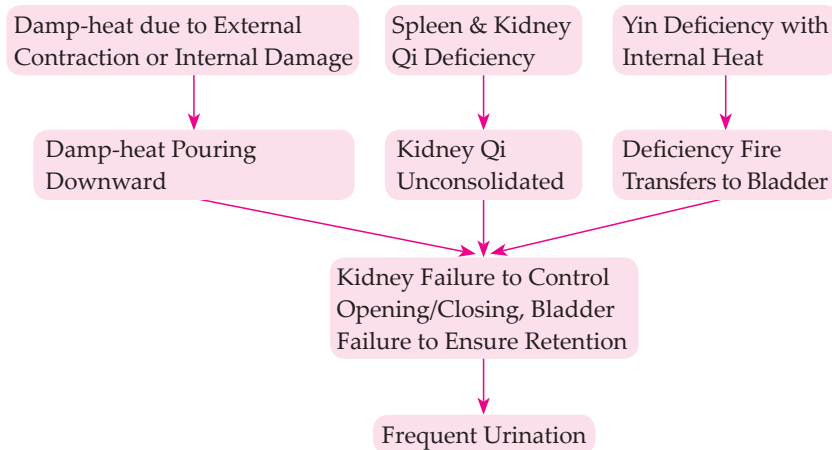 Damp-heat due to External
Contraction or Internal Damage
Spleen & Kidney
Qi Deficiency
Yin Deficiency with
Internal Heat
Damp-heat Pouring
Downward
Kidney Qi
Unconsolidated
Deficiency Fire
Transfers to Bladder
Kidney Failure to Control
Opening/Closing, Bladder
Failure to Ensure Retention
Frequent Urination